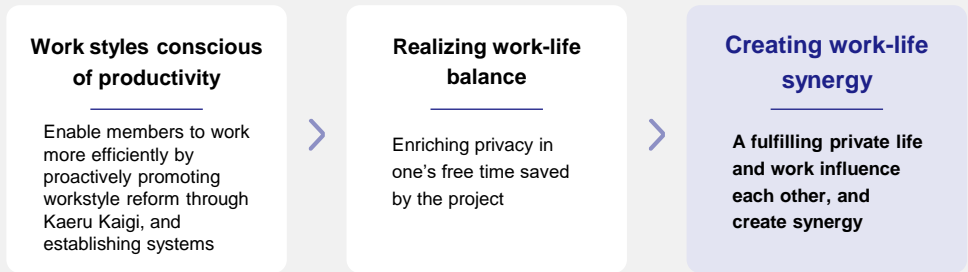 Work styles conscious
of productivity
Enable members to work
more efficiently by
proactively promoting
workstyle reform through
Kaeru Kaigi, and
establishing systems
Realizing work-life
balance
Enriching privacy in
one's free time saved
by the project
Creating work-life
synergy
A fulfilling private life
and work influence
each other, and
create synergy